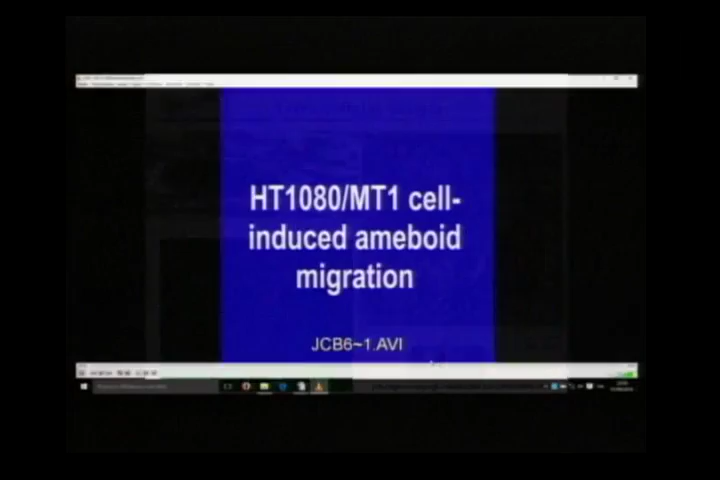 HT1080/MT1 cell-
induced ameboid
migration
JCB6~1.AVI